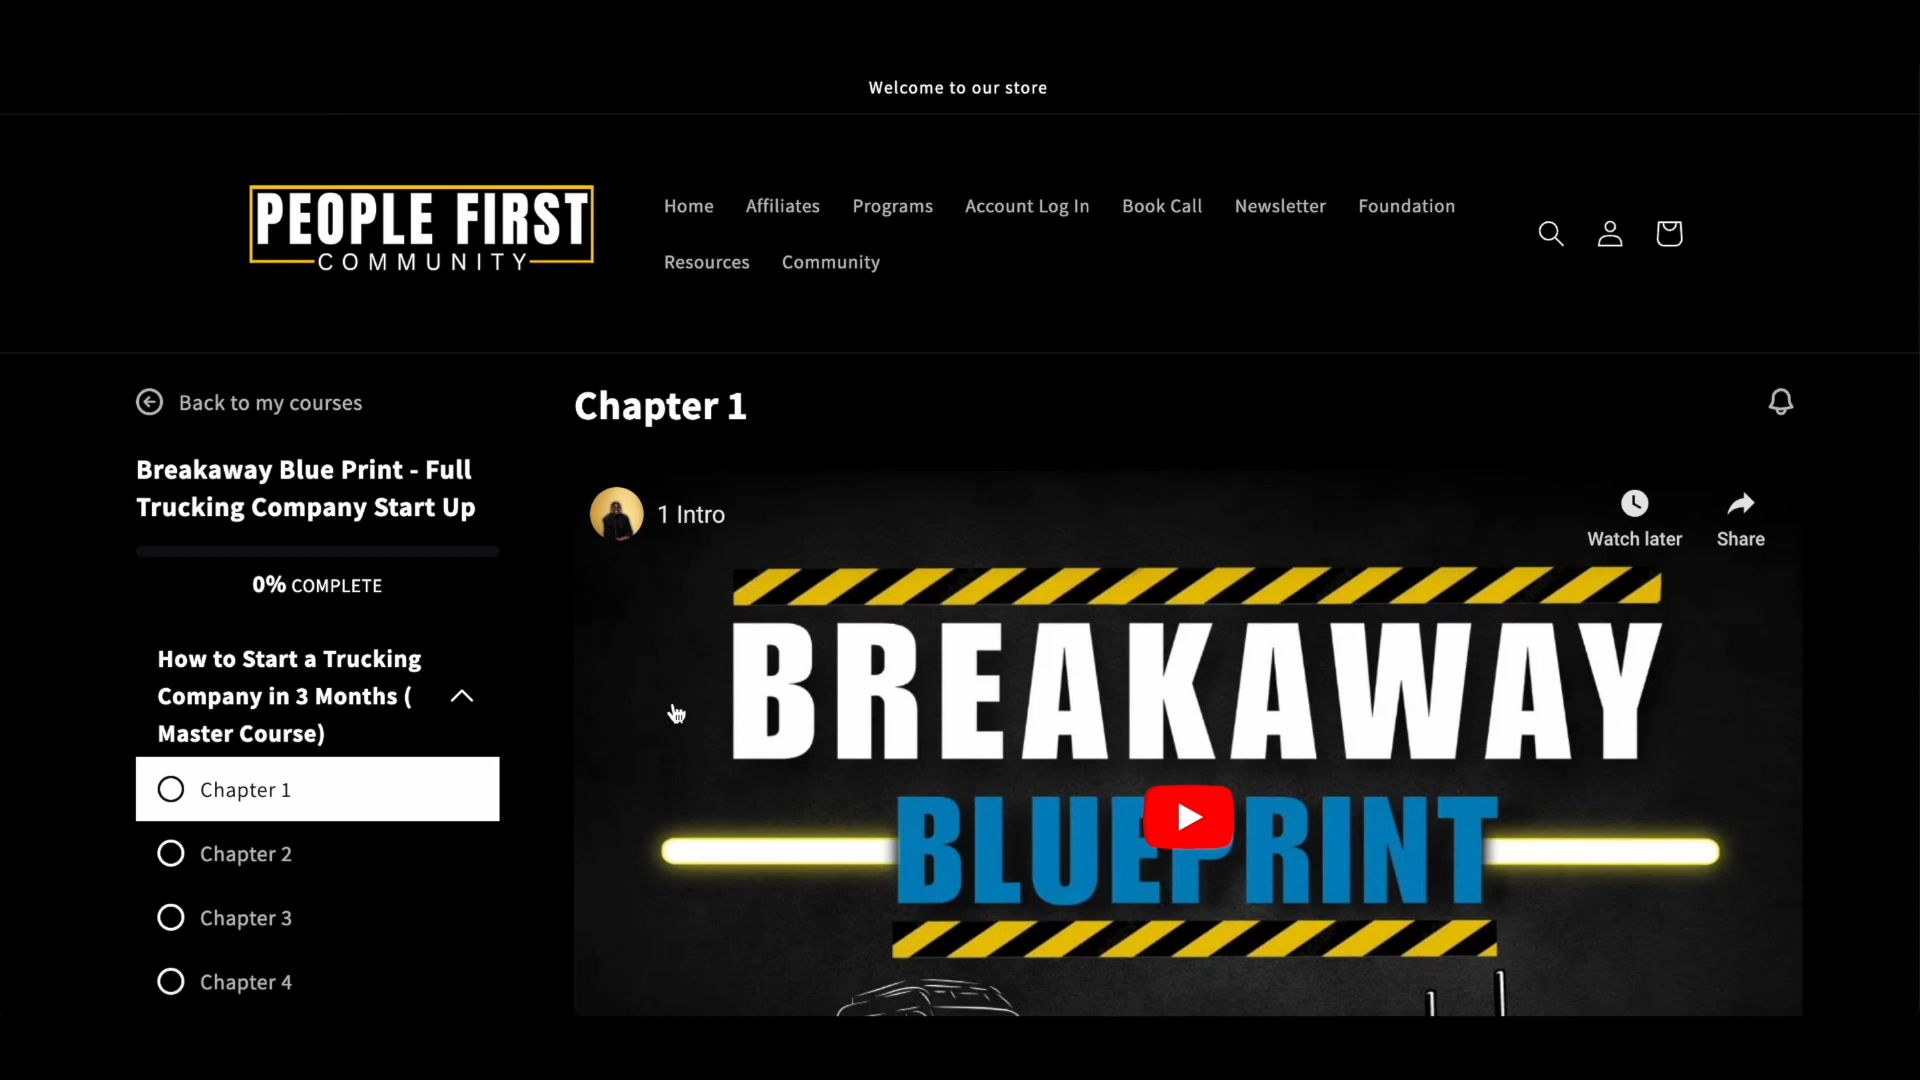 Welcome to our store
PEOPLE FIRST
COMMUNITY
Home Affiliates Programs Account Log In Book Call Newsletter Foundation
Resources Community
Back to my courses
Breakaway Blue Print - Full
Trucking Company Start Up
0% COMPLETE
How to Start a Trucking
Company in 3 Months (
Master Course)
Chapter 1
Chapter 2
Chapter 3
Chapter 4
Chapter 1
1 Intro
Watch later Share
BREAKAWAY
BLUEPRINT